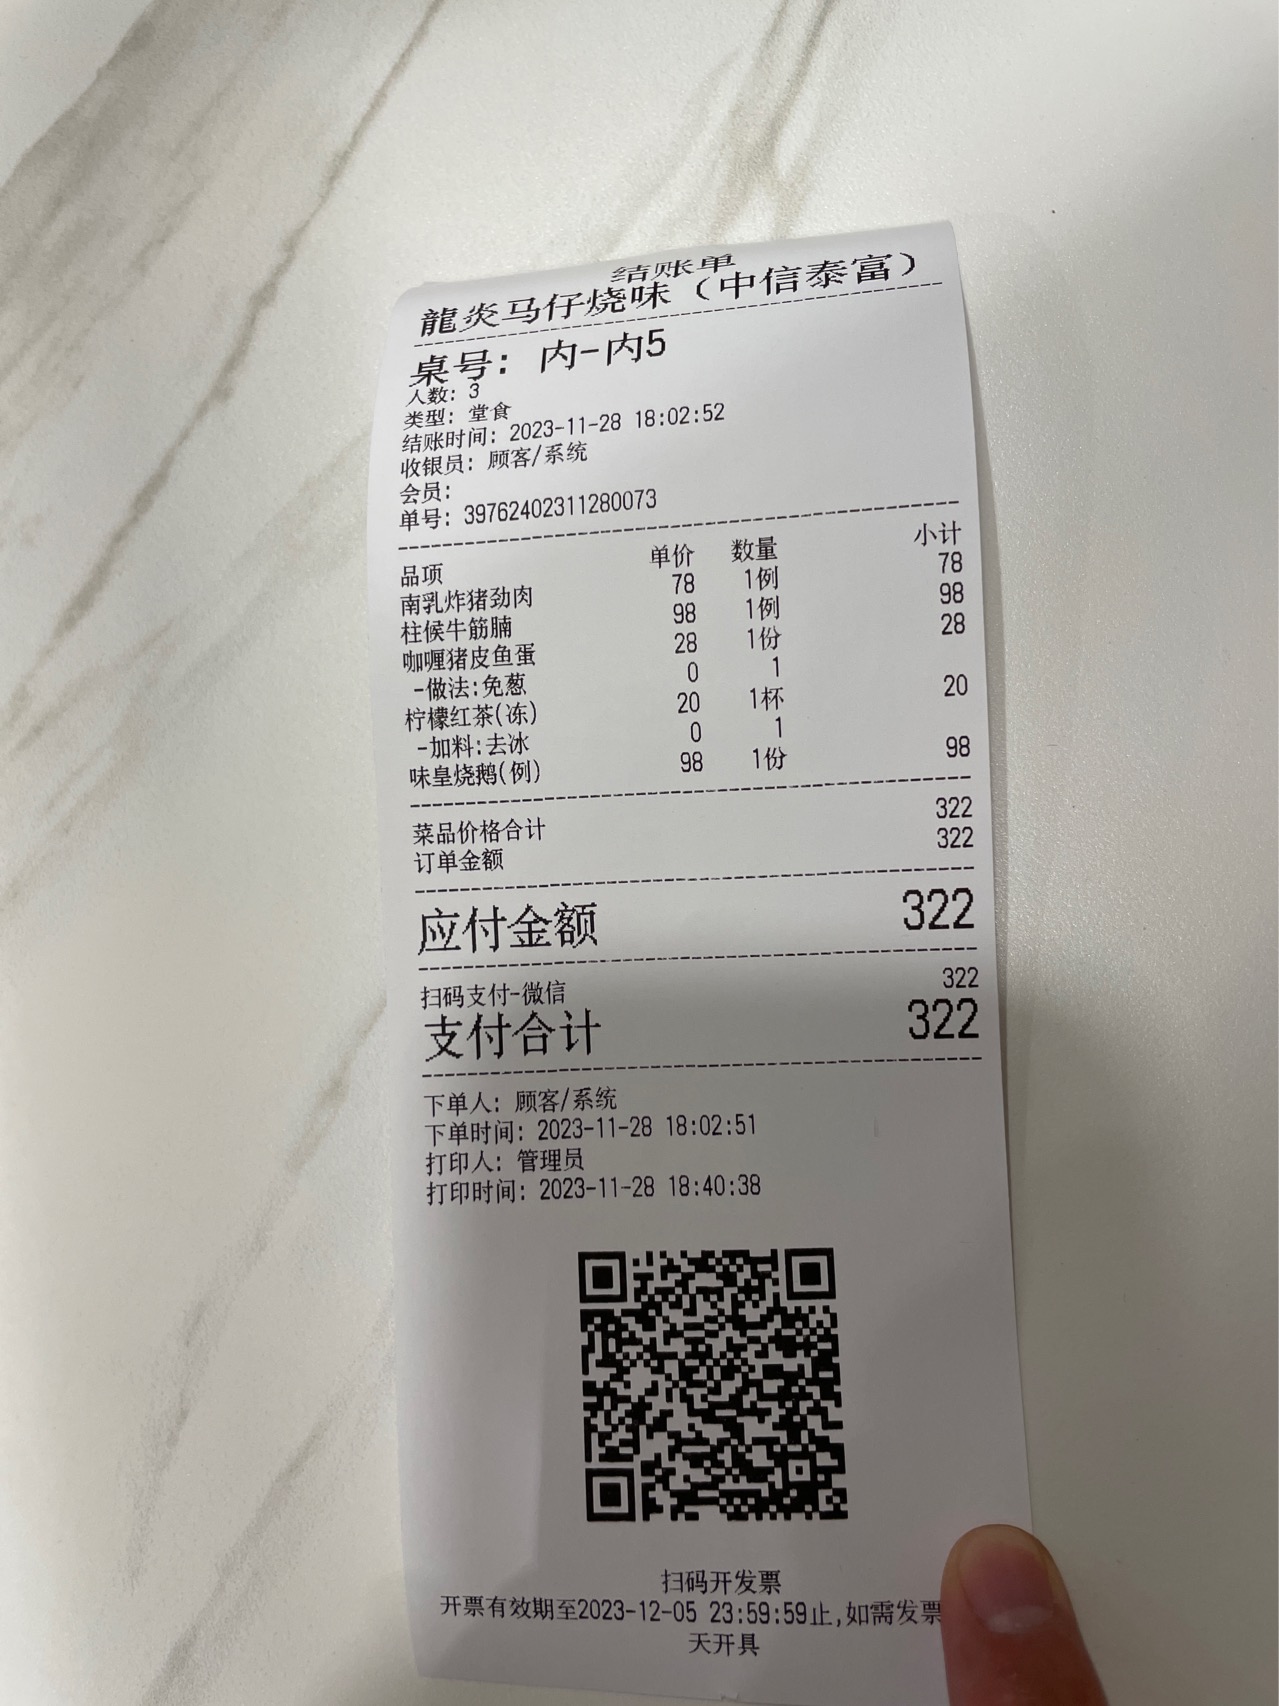 结账单
龍炎马仔烧味（中信泰富）
桌号: 内-内5
人数: 3
类型: 堂食
结账时间: 2023-11-28 18:02:52
收银员: 顾客/系统
会员:
单号: 39762402311280073
品项 单价 数量 小计
南乳炸猪劲肉 78 1例 78
柱候牛筋腩 98 1例 98
咖喱猪皮鱼蛋 28 1份 28
-做法:免葱 0 1
柠檬红茶(冻) 20 1杯 20
-加料:去冰 0 1
味皇烧鹅(例) 98 1份 98
菜品价格合计 322
订单金额 322
应付金额 322
扫码支付-微信 322
支付合计 322
下单人: 顾客/系统
下单时间: 2023-11-28 18:02:51
打印人: 管理员
打印时间: 2023-11-28 18:40:38
扫码开发票
开票有效期至2023-12-05 23:59:59止,如需发票
天开具